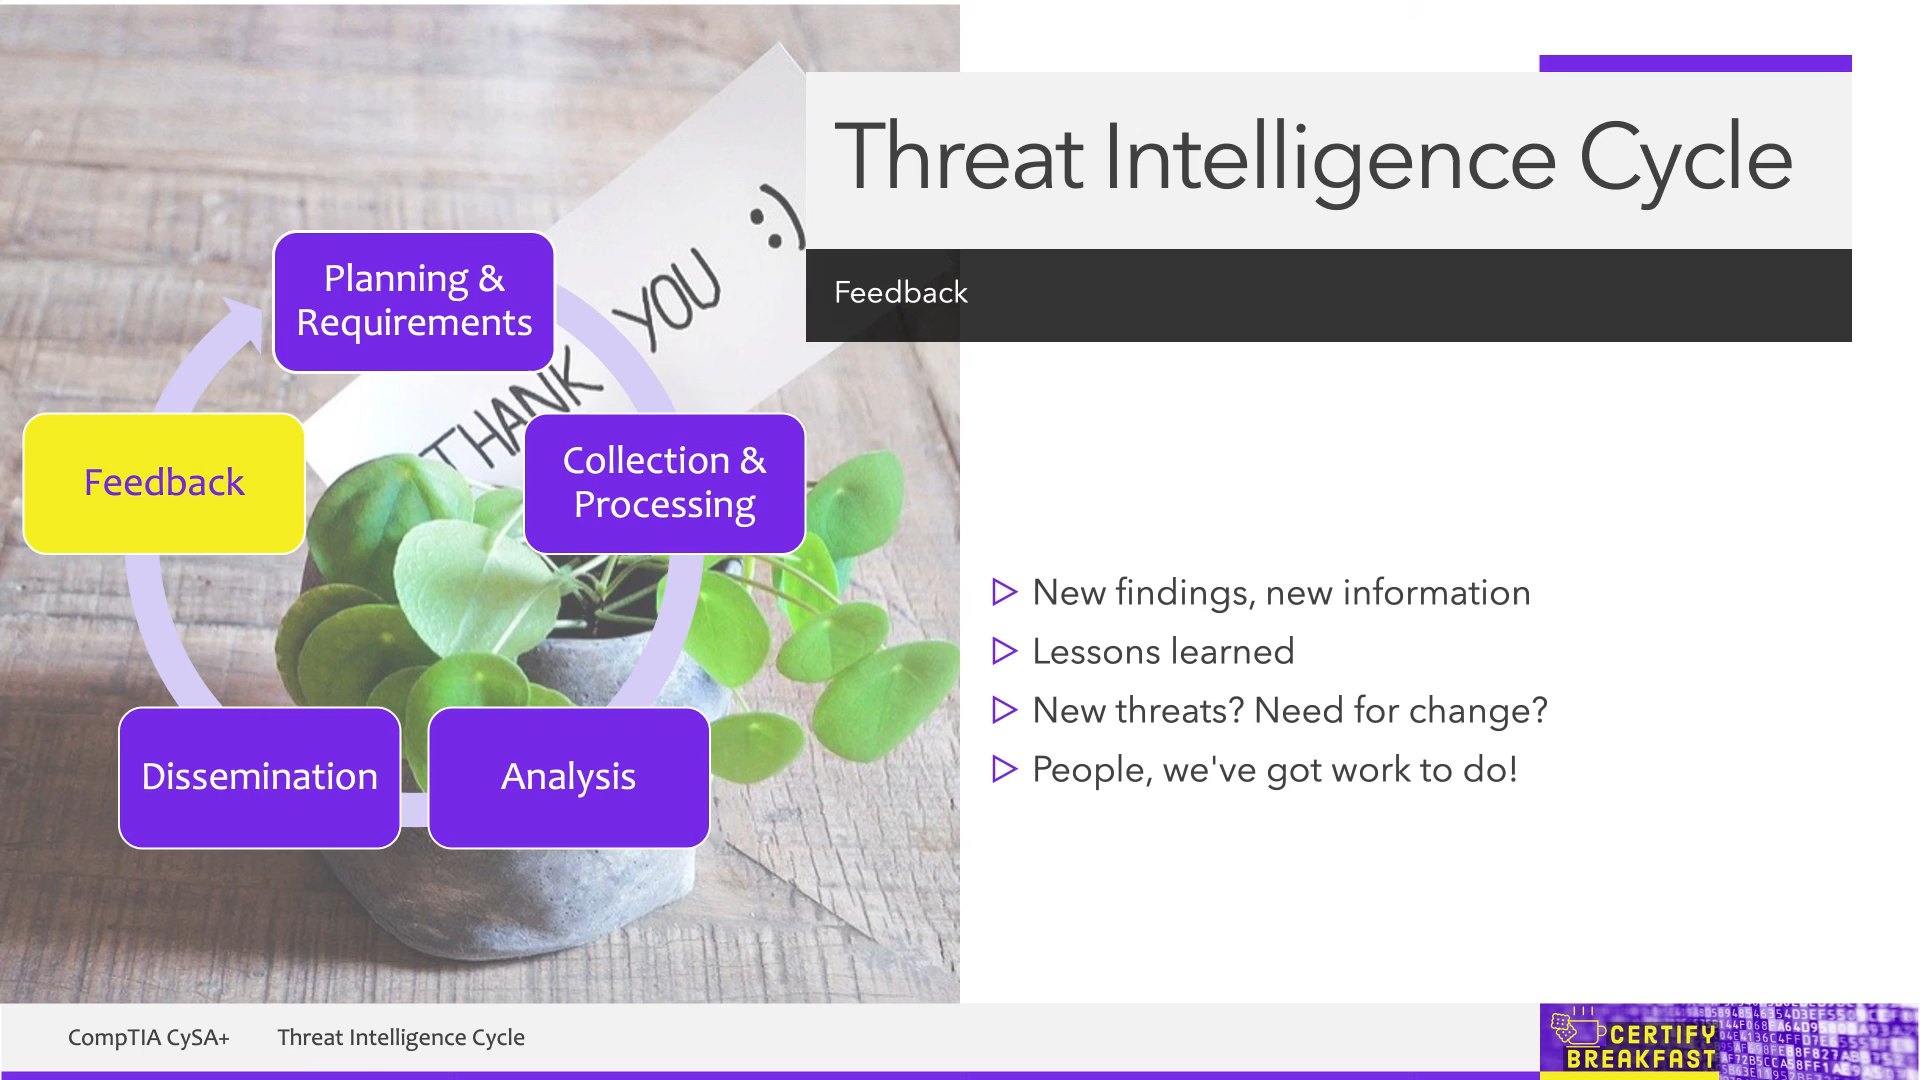 Threat Intelligence Cycle
Feedback
THANK YOU :)
Planning &
Requirements
Collection &
Processing
Feedback
Dissemination
Analysis
New findings, new information
Lessons learned
New threats? Need for change?
People, we've got work to do!
CompTIA CySA+
Threat Intelligence Cycle
CERTIFY
BREAKFAST